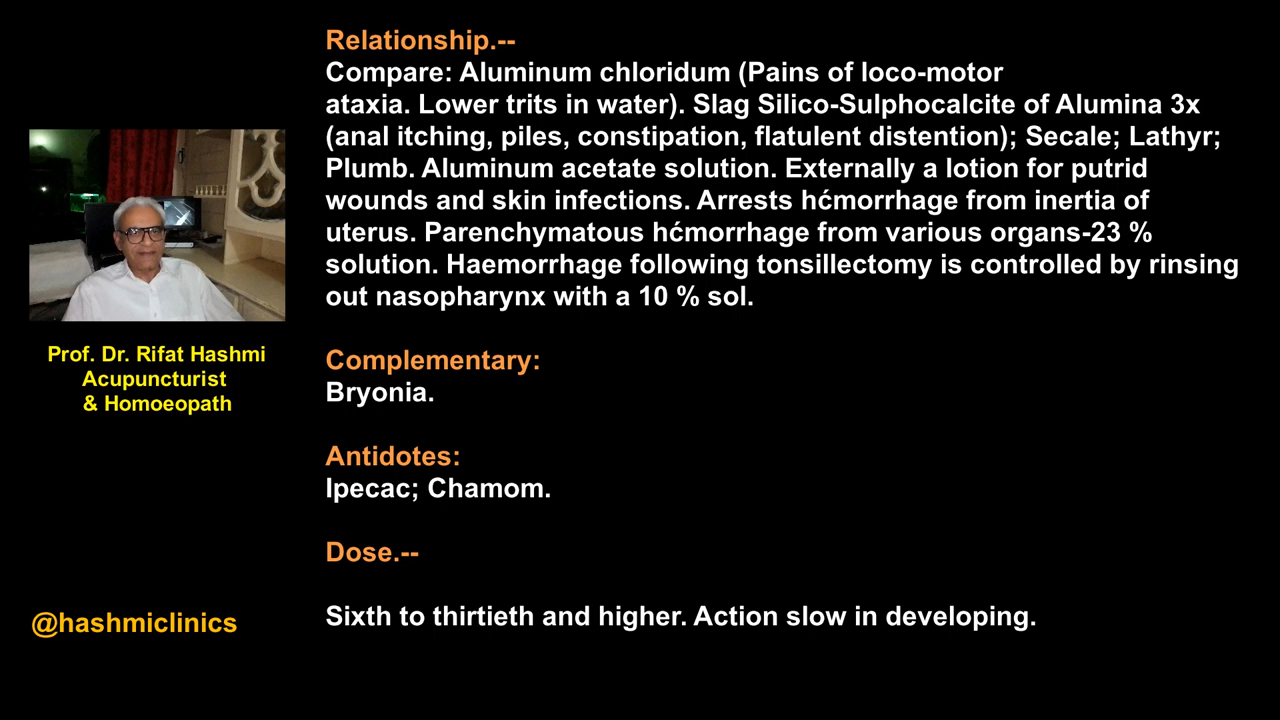 Relationship.--
Compare: Aluminum chloridum (Pains of loco-motor
ataxia. Lower trits in water). Slag Silico-Sulphocalcite of Alumina 3x
(anal itching, piles, constipation, flatulent distention); Secale; Lathyr;
Plumb. Aluminum acetate solution. Externally a lotion for putrid
wounds and skin infections. Arrests hćmorrhage from inertia of
uterus. Parenchymatous hćmorrhage from various organs-23 %
solution. Haemorrhage following tonsillectomy is controlled by rinsing
out nasopharynx with a 10 % sol.
Complementary:
Bryonia.
Antidotes:
Ipecac; Chamom.
Dose.--
Sixth to thirtieth and higher. Action slow in developing.
Prof. Dr. Rifat Hashmi
Acupuncturist
& Homoeopath
@hashmiclinics